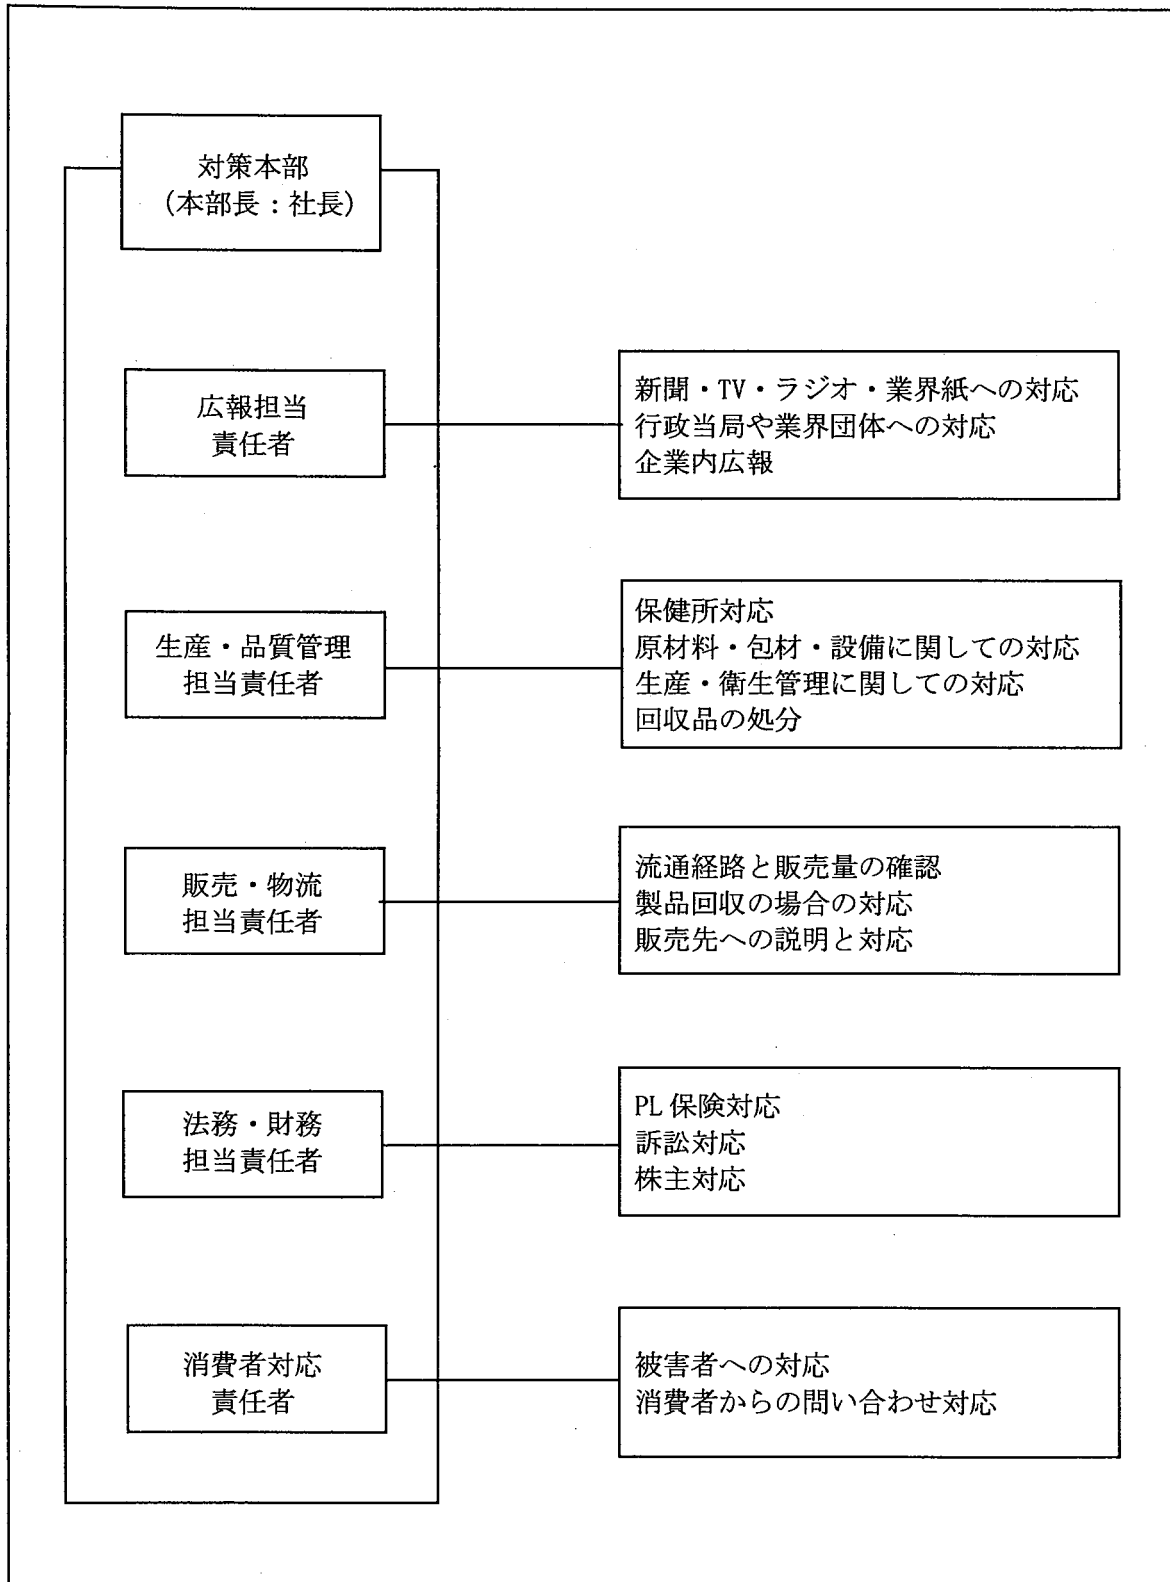 対策本部
(本部長：社長)
広報担当
責任者
新聞・TV・ラジオ・業界紙への対応
行政当局や業界団体への対応
企業内広報
生産・品質管理
担当責任者
保健所対応
原材料・包材・設備に関しての対応
生産・衛生管理に関しての対応
回収品の処分
販売・物流
担当責任者
流通経路と販売量の確認
製品回収の場合の対応
販売先への説明と対応
法務・財務
担当責任者
PL 保険対応
訴訟対応
株主対応
消費者対応
責任者
被害者への対応
消費者からの問い合わせ対応